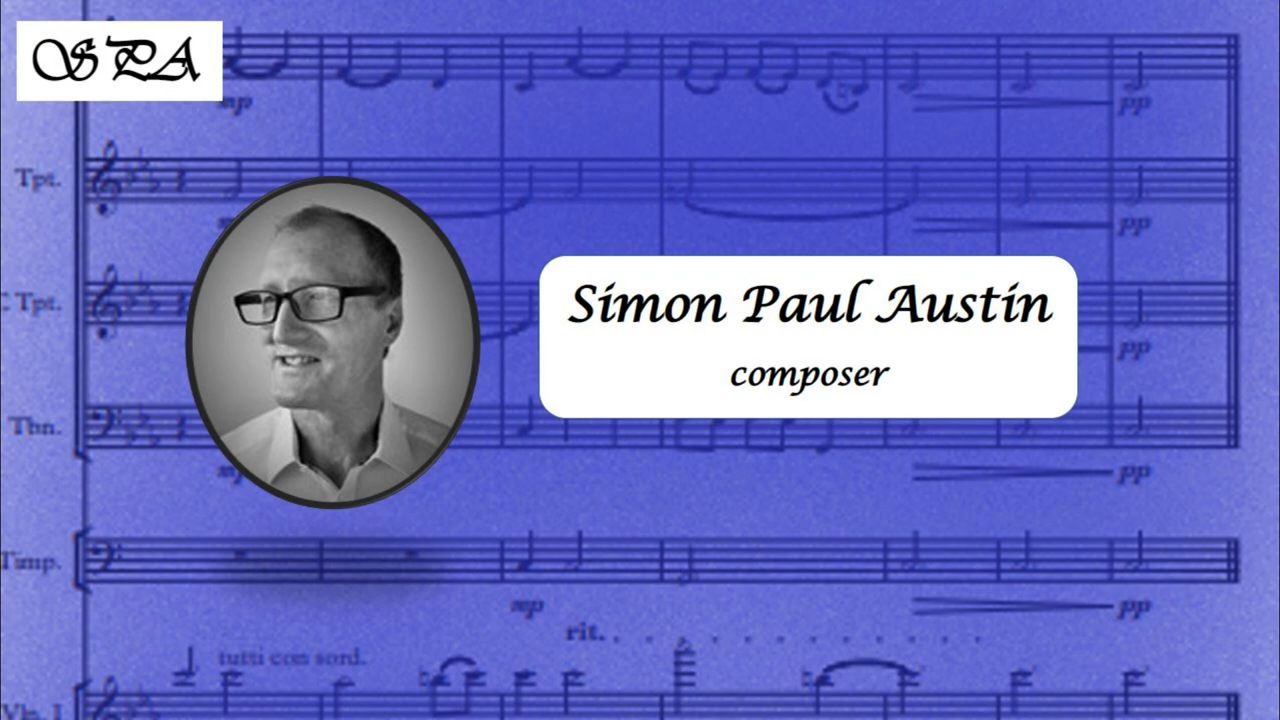 SPA
mp
pp
Tpt.
pp
Tpt.
pp
Simon Paul Austin
composer
Tbn.
pp
Timp.
mp
pp
rit.
tutti con sord.
Vln. I